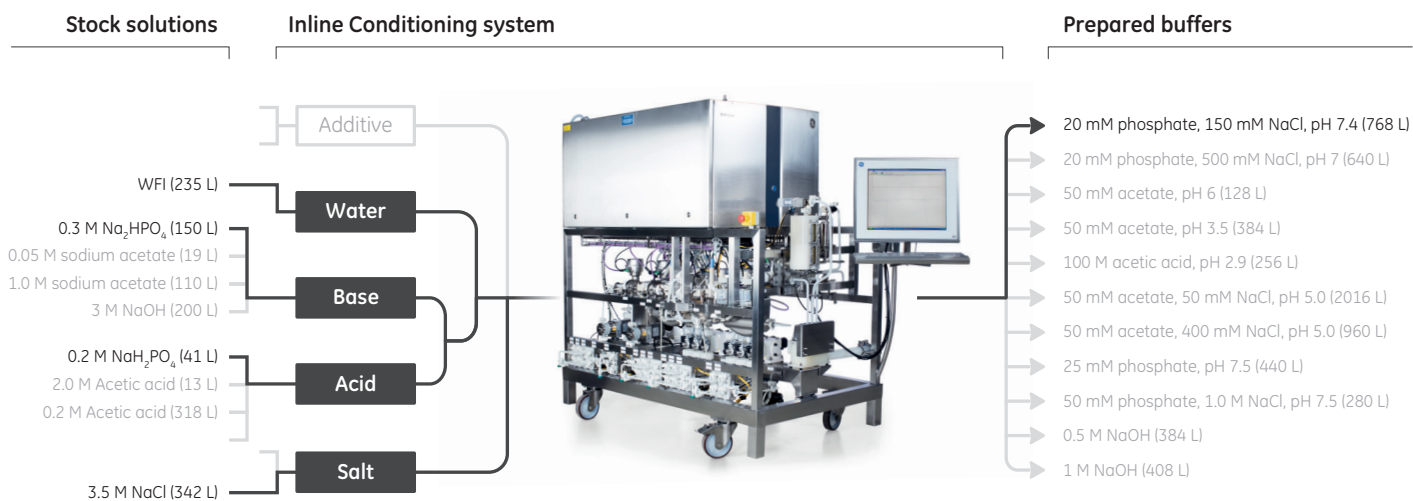 Stock solutions
Inline Conditioning system
Prepared buffers
Additive
WFI (235 L)
Water
0.3 M Na₂HPO₄ (150 L)
0.05 M sodium acetate (19 L)
1.0 M sodium acetate (110 L)
3 M NaOH (200 L)
Base
0.2 M NaH₂PO₄ (41 L)
2.0 M Acetic acid (13 L)
0.2 M Acetic acid (318 L)
Acid
3.5 M NaCl (342 L)
Salt
20 mM phosphate, 150 mM NaCl, pH 7.4 (768 L)
20 mM phosphate, 500 mM NaCl, pH 7 (640 L)
50 mM acetate, pH 6 (128 L)
50 mM acetate, pH 3.5 (384 L)
100 M acetic acid, pH 2.9 (256 L)
50 mM acetate, 50 mM NaCl, pH 5.0 (2016 L)
50 mM acetate, 400 mM NaCl, pH 5.0 (960 L)
25 mM phosphate, pH 7.5 (440 L)
50 mM phosphate, 1.0 M NaCl, pH 7.5 (280 L)
0.5 M NaOH (384 L)
1 M NaOH (408 L)